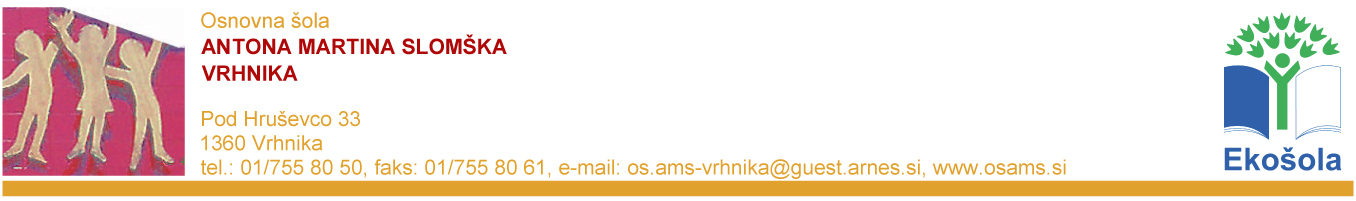 Osnovna šola
ANTONA MARTINA SLOMŠKA
VRHNIKA
Pod Hruševco 33
1360 Vrhnika
tel.: 01/755 80 50, faks: 01/755 80 61, e-mail: os.ams-vrhnika@guest.arnes.si, www.osams.si
Ekošola